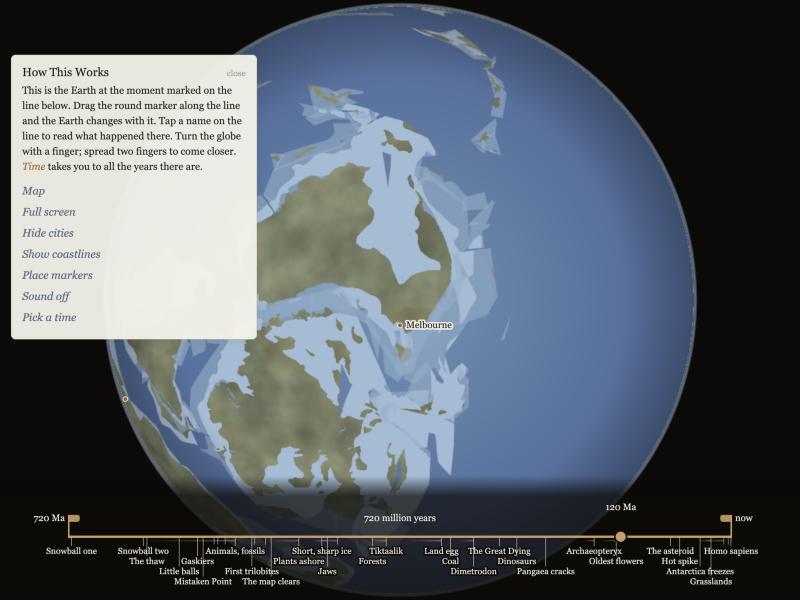 How This Works
close
This is the Earth at the moment marked on the
line below. Drag the round marker along the line
and the Earth changes with it. Tap a name on the
line to read what happened there. Turn the globe
with a finger; spread two fingers to come closer.
Time takes you to all the years there are.
Map
Full screen
Hide cities
Show coastlines
Place markers
Sound off
Pick a time
Melbourne
120 Ma
720 Ma
720 million years
now
Snowball one
Snowball two
Animals, fossils
Short, sharp ice
Tiktaalik
Land egg
The Great Dying
Archaeopteryx
The asteroid
Homo sapiens
The thaw
Gaskiers
Plants ashore
Forests
Coal
Dinosaurs
Oldest flowers
Hot spike
Little balls
First trilobites
Jaws
Dimetrodon
Pangaea cracks
Antarctica freezes
Mistaken Point
The map clears
Grasslands